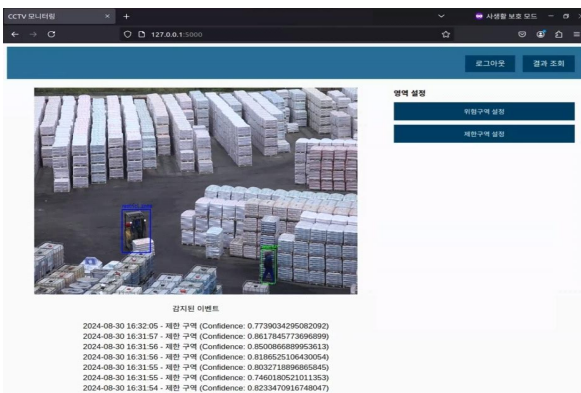 CCTV 모니터링
사생활 보호 모드
127.0.0.1:5000
로그아웃
결과 조회
영역 설정
위험구역 설정
제한구역 설정
감지된 이벤트
2024-08-30 16:32:05 - 제한 구역 (Confidence: 0.7739034295082092)
2024-08-30 16:31:57 - 제한 구역 (Confidence: 0.8617845773696899)
2024-08-30 16:31:56 - 제한 구역 (Confidence: 0.8500866889953613)
2024-08-30 16:31:56 - 제한 구역 (Confidence: 0.8186525106430054)
2024-08-30 16:31:55 - 제한 구역 (Confidence: 0.8032718896865845)
2024-08-30 16:31:55 - 제한 구역 (Confidence: 0.7460180521011353)
2024-08-30 16:31:54 - 제한 구역 (Confidence: 0.8233470916748047)